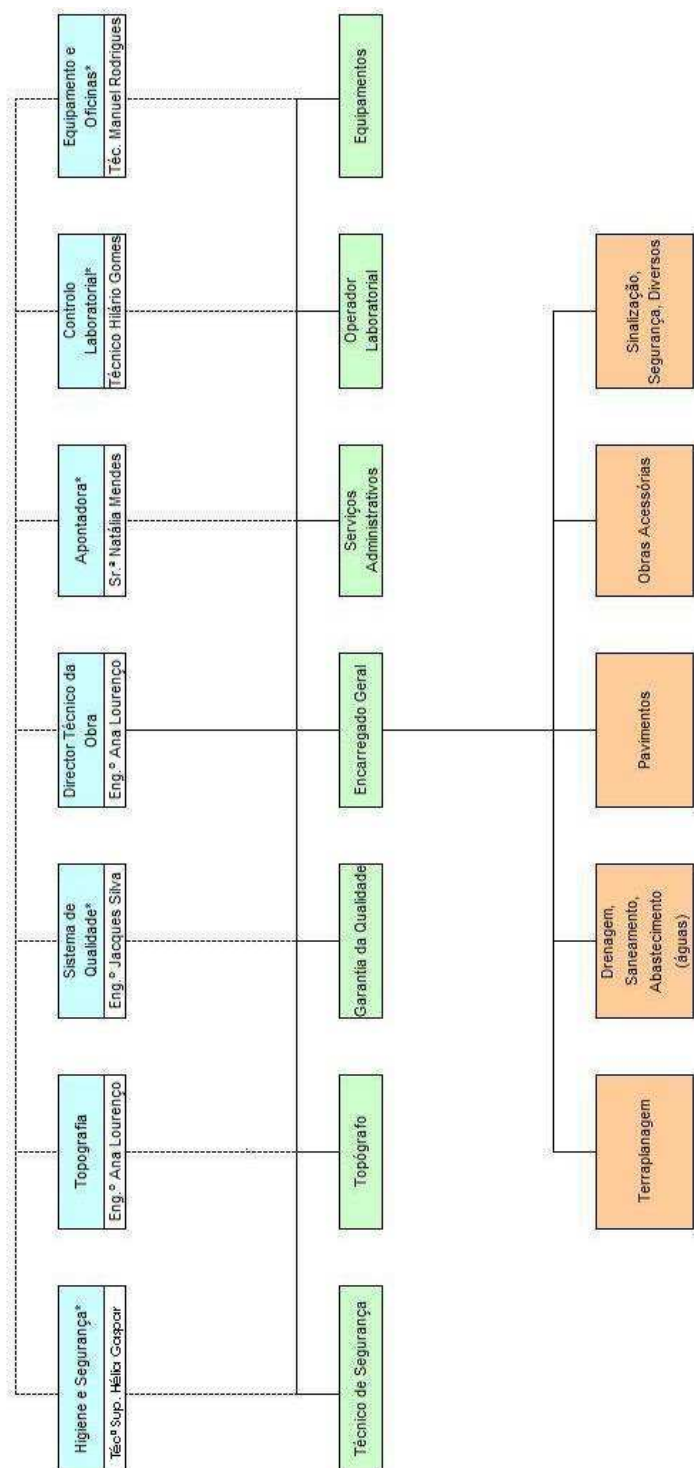 Higiene e Segurança*
Técª Sup. Hélia Gaspar
Topografia
Eng.º Ana Lourenço
Sistema de
Qualidade*
Eng.º Jacques Silva
Director Técnico da
Obra
Eng.º Ana Lourenço
Apontadora*
Sr.ª Natália Mendes
Controlo
Laboratorial*
Técnico Hilário Gomes
Equipamento e
Oficinas*
Téc. Manuel Rodrigues
Técnico de Segurança
Topógrafo
Garantia da Qualidade
Encarregado Geral
Serviços
Administrativos
Operador
Laboratorial
Equipamentos
Terraplanagem
Drenagem,
Saneamento,
Abastecimento
(águas)
Pavimentos
Obras Acessórias
Sinalização,
Segurança, Diversos